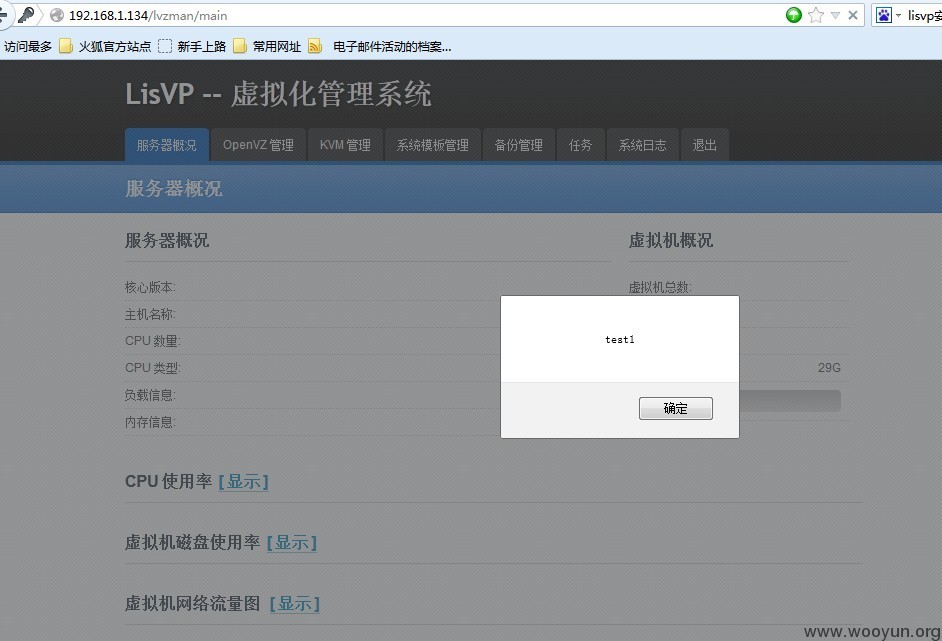 192.168.1.134/lvzman/main
lisvp安
访问最多 火狐官方站点 新手上路 常用网址 电子邮件活动的档案...
LisVP -- 虚拟化管理系统
服务器概况 OpenVZ 管理 KVM 管理 系统模板管理 备份管理 任务 系统日志 退出
服务器概况
服务器概况
虚拟机概况
核心版本:
虚拟机总数:
主机名称:
CPU 数量:
CPU 类型:
29G
负载信息:
内存信息:
test1
确定
CPU 使用率 [显示]
虚拟机磁盘使用率 [显示]
虚拟机网络流量图 [显示]
www.wooyun.org